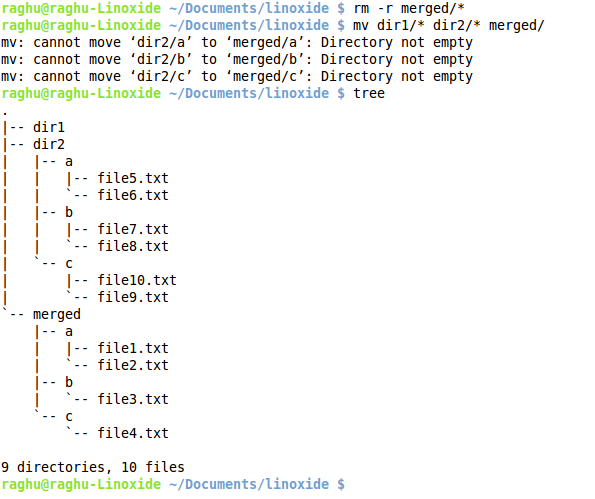 raghu@raghu-Linoxide ~/Documents/linoxide $ rm -r merged/*
raghu@raghu-Linoxide ~/Documents/linoxide $ mv dir1/* dir2/* merged/
mv: cannot move ‘dir2/a’ to ‘merged/a’: Directory not empty
mv: cannot move ‘dir2/b’ to ‘merged/b’: Directory not empty
mv: cannot move ‘dir2/c’ to ‘merged/c’: Directory not empty
raghu@raghu-Linoxide ~/Documents/linoxide $ tree
.
|-- dir1
|-- dir2
|   |-- a
|   |   |-- file5.txt
|   |   `-- file6.txt
|   |-- b
|   |   |-- file7.txt
|   |   `-- file8.txt
|   `-- c
|       |-- file10.txt
|       `-- file9.txt
`-- merged
    |-- a
    |   |-- file1.txt
    |   `-- file2.txt
    |-- b
    |   `-- file3.txt
    `-- c
        `-- file4.txt

9 directories, 10 files
raghu@raghu-Linoxide ~/Documents/linoxide $